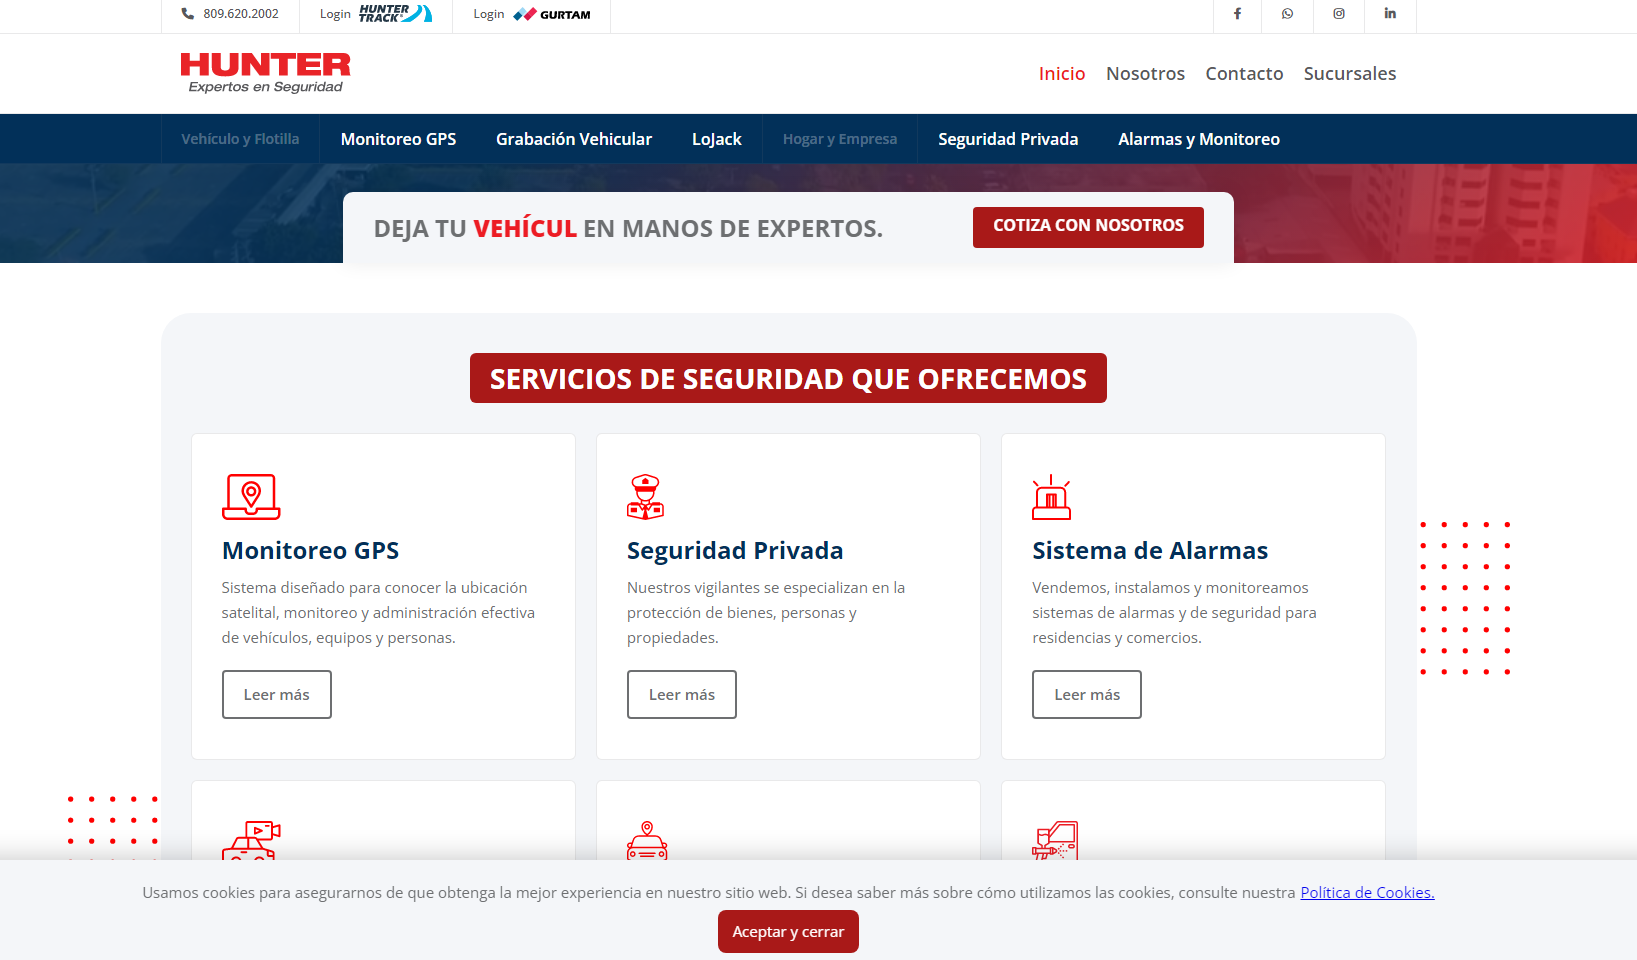 809.620.2002
Login HUNTER TRACK
Login GURTAM
HUNTER
Expertos en Seguridad
Inicio Nosotros Contacto Sucursales
Vehículo y Flotilla Monitoreo GPS Grabación Vehicular LoJack Hogar y Empresa Seguridad Privada Alarmas y Monitoreo
DEJA TU VEHÍCUL EN MANOS DE EXPERTOS.
COTIZA CON NOSOTROS
SERVICIOS DE SEGURIDAD QUE OFRECEMOS
Monitoreo GPS
Sistema diseñado para conocer la ubicación
satelital, monitoreo y administración efectiva
de vehículos, equipos y personas.
Leer más
Seguridad Privada
Nuestros vigilantes se especializan en la
protección de bienes, personas y
propiedades.
Leer más
Sistema de Alarmas
Vendemos, instalamos y monitoreamos
sistemas de alarmas y de seguridad para
residencias y comercios.
Leer más
Usamos cookies para asegurarnos de que obtenga la mejor experiencia en nuestro sitio web. Si desea saber más sobre cómo utilizamos las cookies, consulte nuestra Política de Cookies.
Aceptar y cerrar